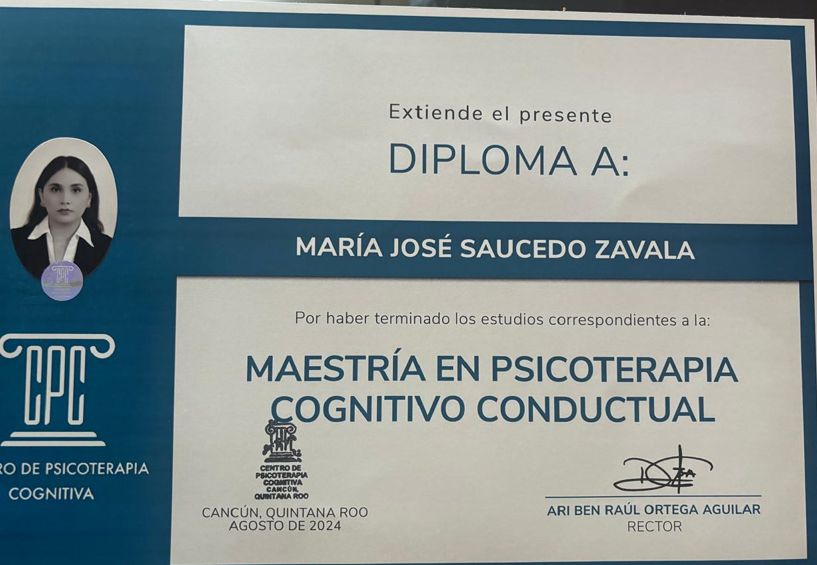 Extiende el presente
DIPLOMA A:
MARÍA JOSÉ SAUCEDO ZAVALA
Por haber terminado los estudios correspondientes a la:
MAESTRÍA EN PSICOTERAPIA
COGNITIVO CONDUCTUAL
CPC
CPC
RO DE PSICOTERAPIA
COGNITIVA
CENTRO DE
PSICOTERAPIA
COGNITIVA
CANCÚN,
QUINTANA ROO
CANCÚN, QUINTANA ROO
AGOSTO DE 2024
ARI BEN RAÚL ORTEGA AGUILAR
RECTOR